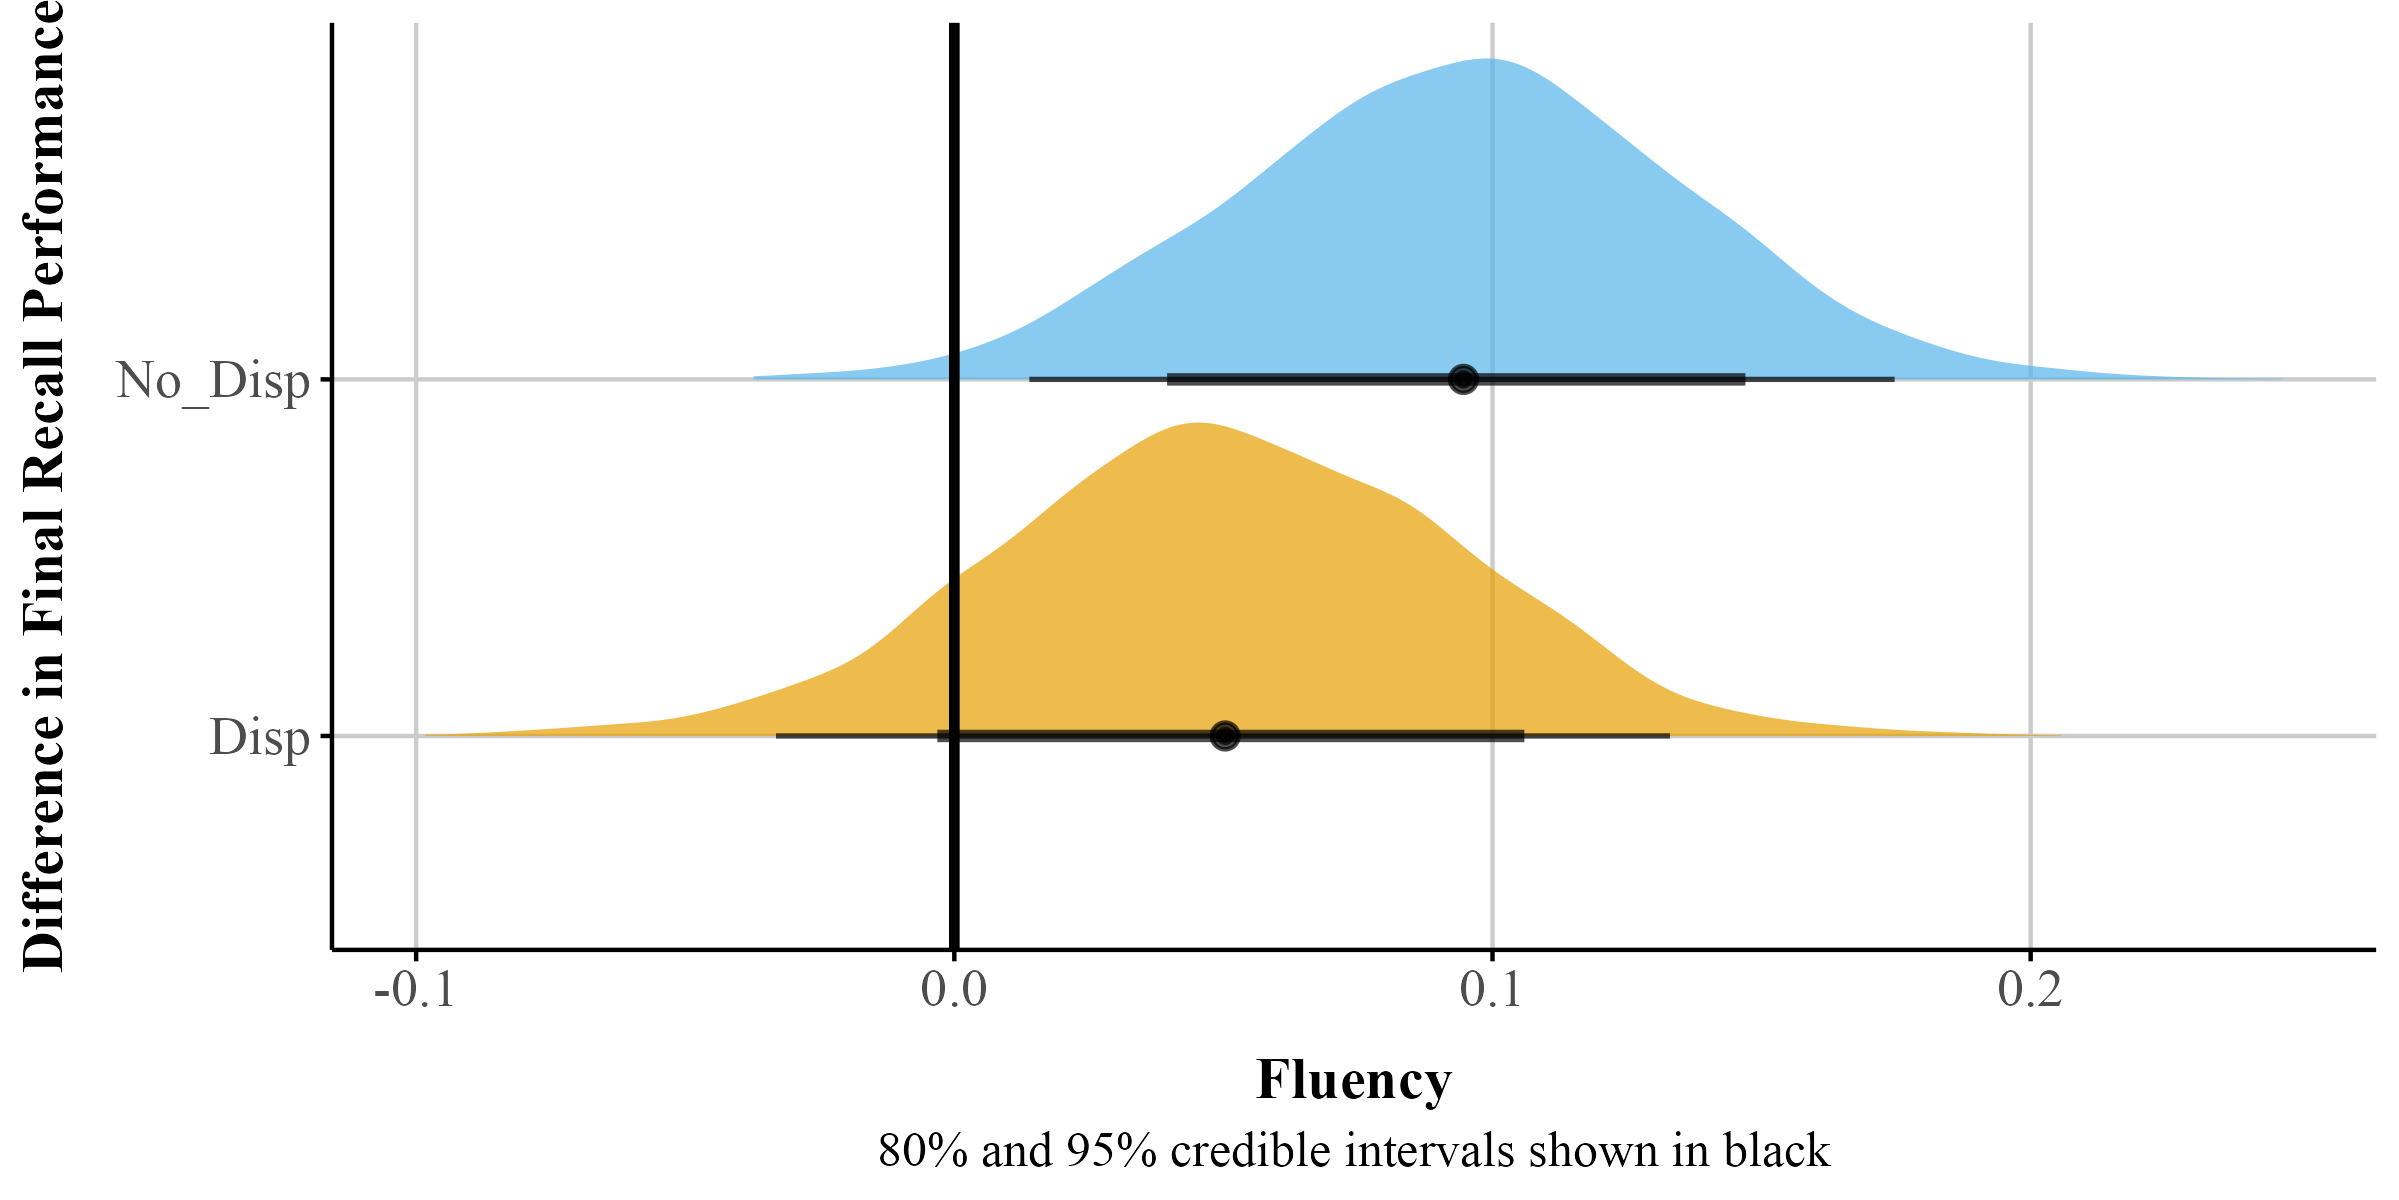 Difference in Final Recall Performance
No_Disp
Disp
-0.1
0.0
0.1
0.2
Fluency
80% and 95% credible intervals shown in black